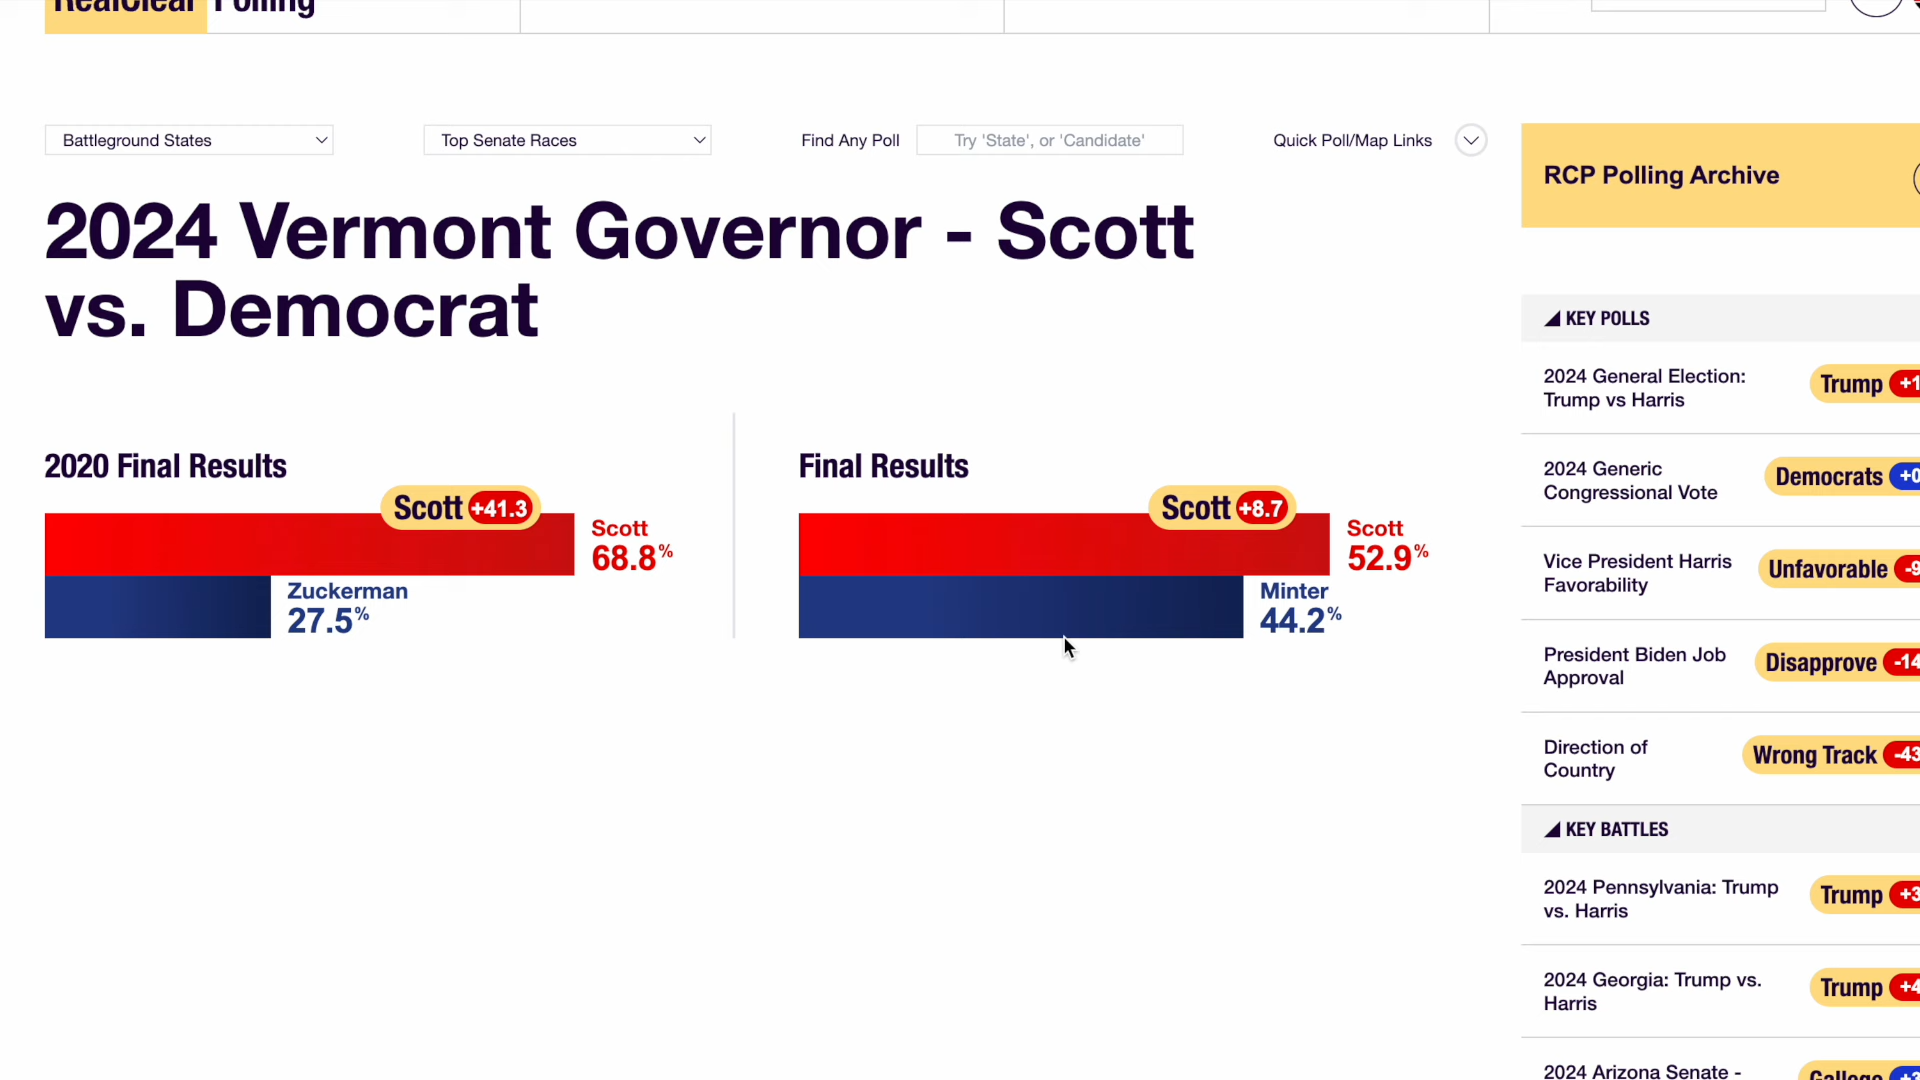 RealClear Polling
Battleground States
Top Senate Races
Find Any Poll
Try 'State', or 'Candidate'
Quick Poll/Map Links
2024 Vermont Governor - Scott
vs. Democrat
2020 Final Results
Scott +41.3
Scott
68.8%
Zuckerman
27.5%
Final Results
Scott +8.7
Scott
52.9%
Minter
44.2%
RCP Polling Archive
KEY POLLS
2024 General Election:
Trump vs Harris
Trump
2024 Generic
Congressional Vote
Democrats
Vice President Harris
Favorability
Unfavorable
President Biden Job
Approval
Disapprove
Direction of
Country
Wrong Track
KEY BATTLES
2024 Pennsylvania: Trump
vs. Harris
Trump
2024 Georgia: Trump vs.
Harris
Trump
2024 Arizona Senate -
Gallego